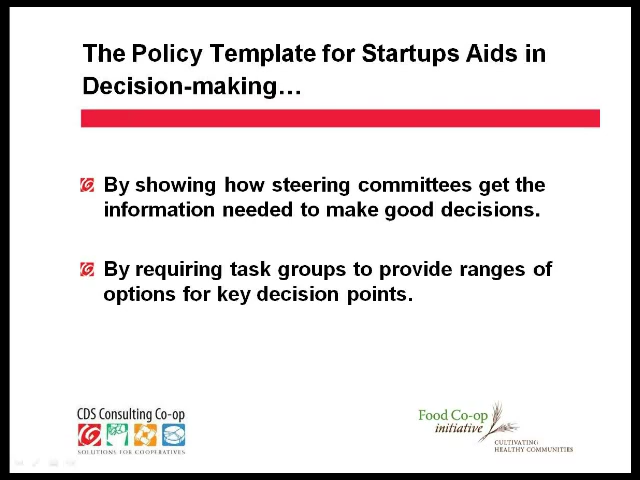 The Policy Template for Startups Aids in
Decision-making…
By showing how steering committees get the
information needed to make good decisions.
By requiring task groups to provide ranges of
options for key decision points.
CDS Consulting Co-op
SOLUTIONS FOR COOPERATIVES
Food Co-op
initiative
CULTIVATING
HEALTHY COMMUNITIES